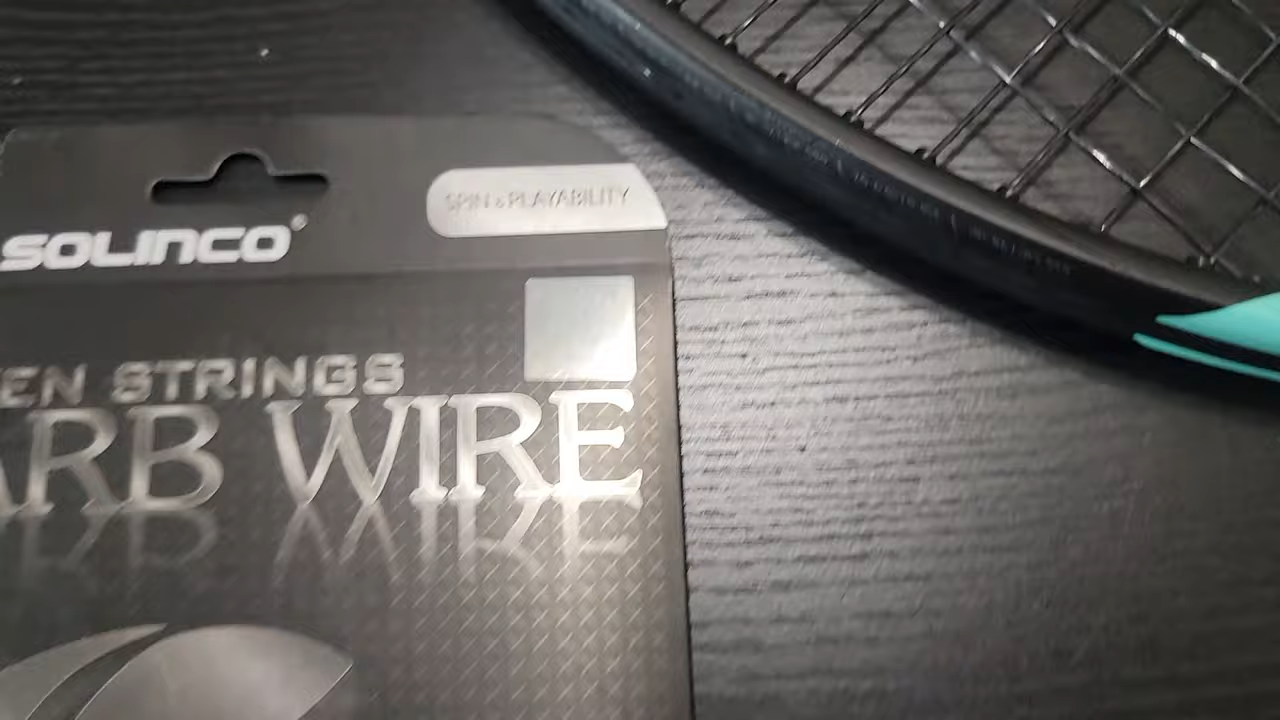 SPIN & PLAYABILITY
SOLINCO®
EN STRINGS
ARB WIRE